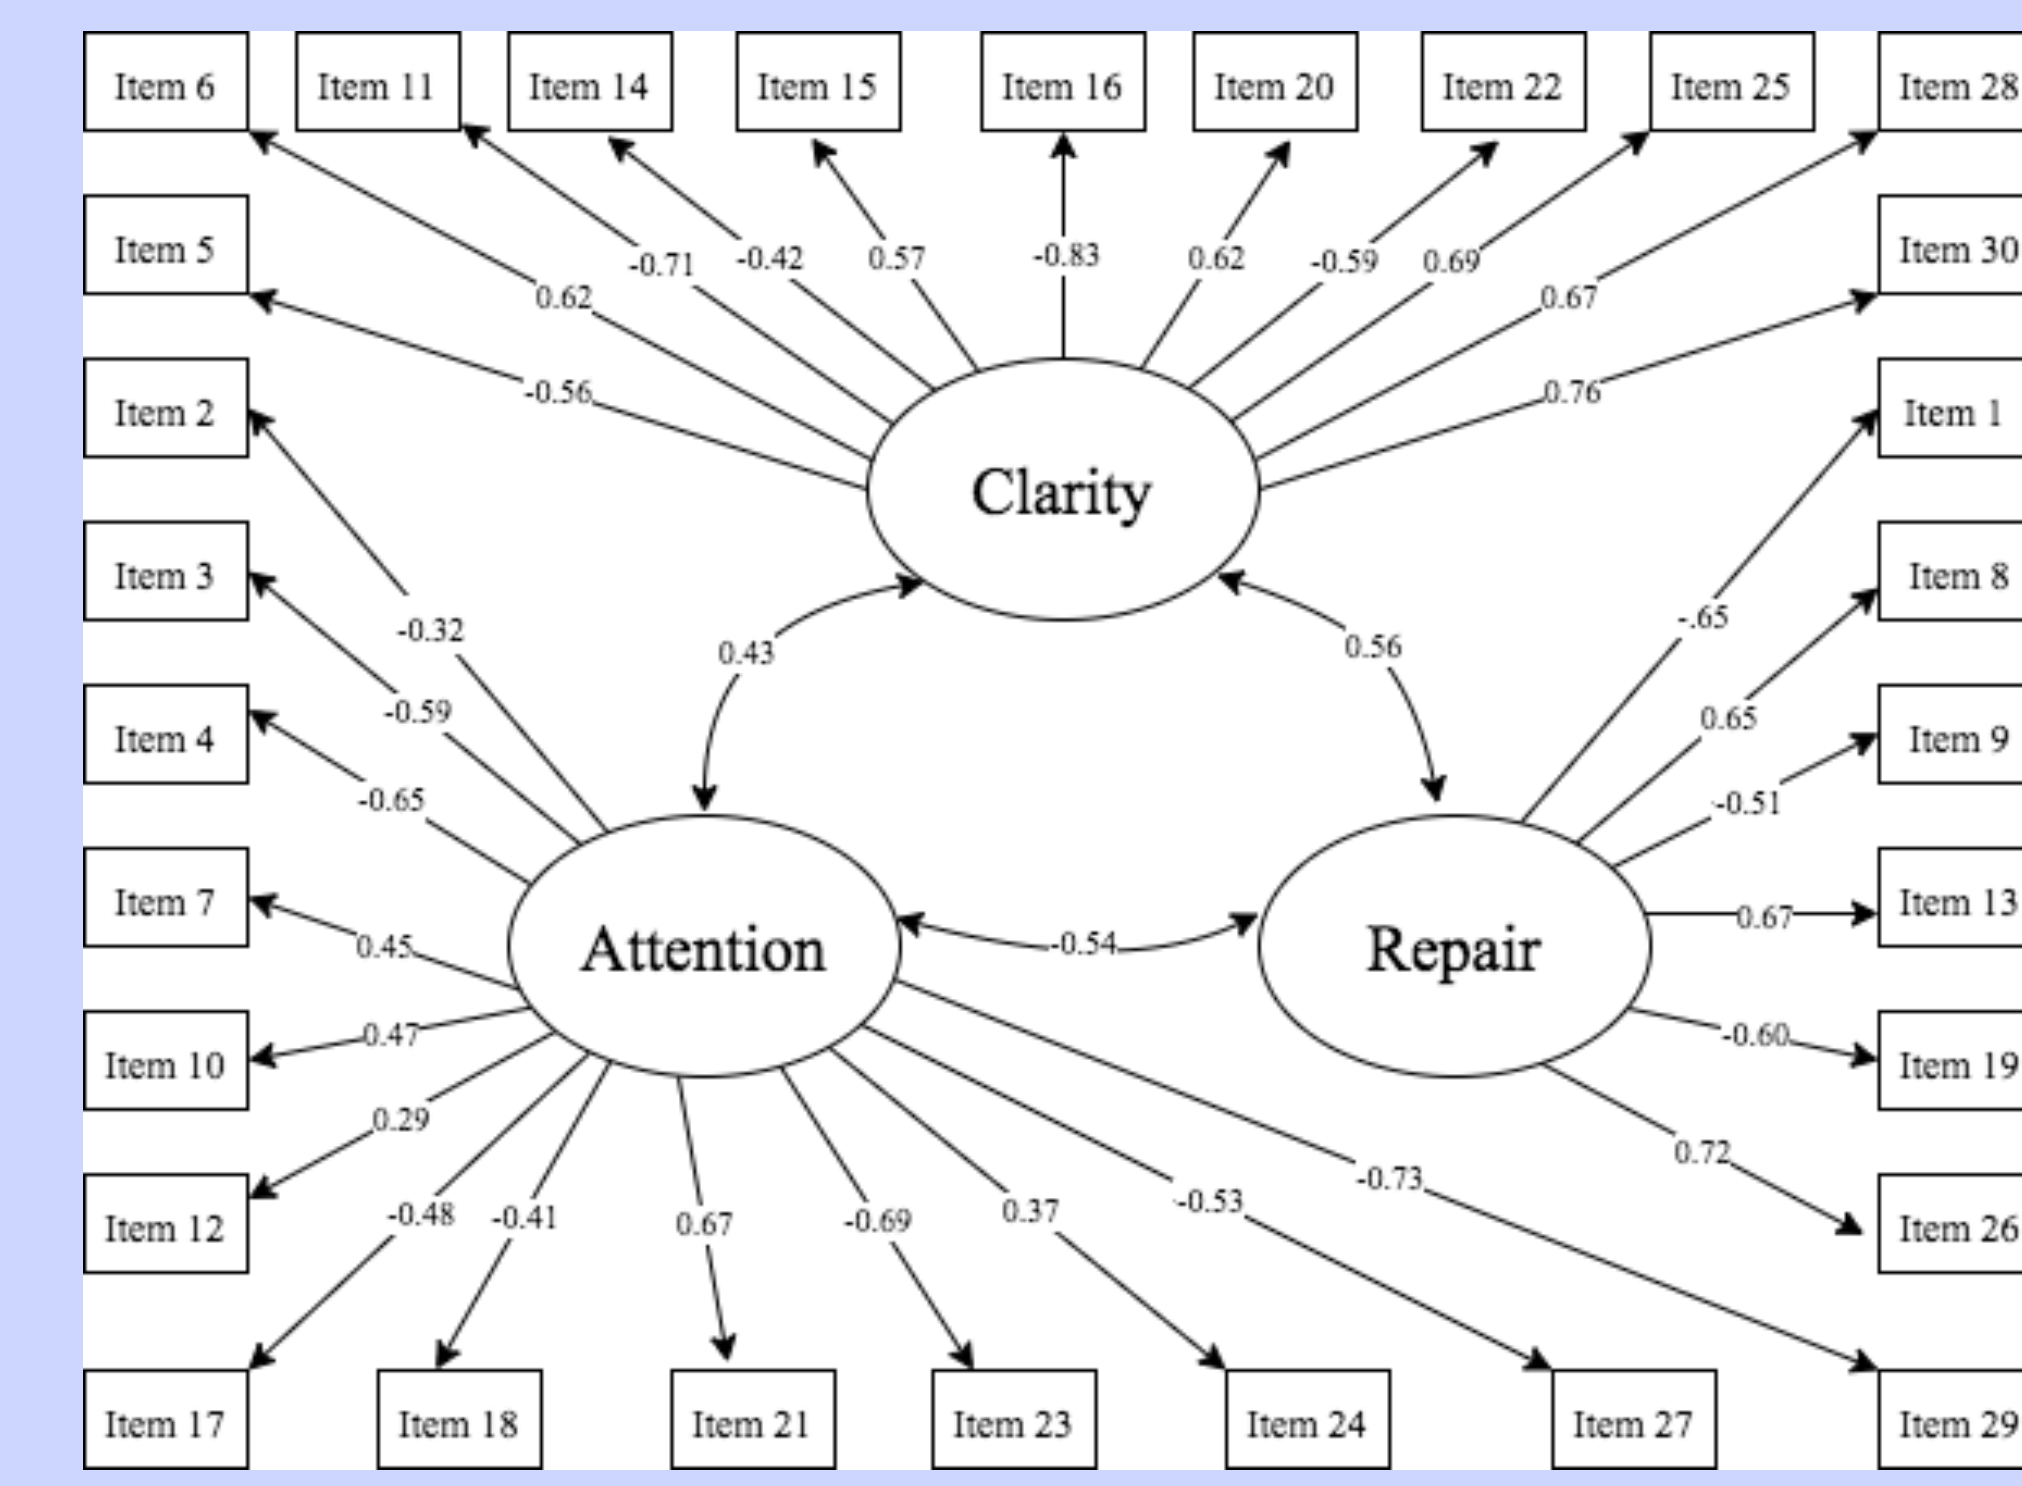 Item 6
Item 11
Item 14
Item 15
Item 16
Item 20
Item 22
Item 25
Item 28
Item 5
Item 30
-0.71
-0.42
0.57
-0.83
0.62
-0.59
0.69
0.62
0.67
-0.56
0.76
Item 2
Item 1
Clarity
Item 3
Item 8
-0.32
-.65
0.43
0.56
-0.59
0.65
Item 4
Item 9
-0.65
-0.51
Item 7
Item 13
0.67
0.45
Attention
-0.54
Repair
0.47
-0.60
Item 10
Item 19
0.29
0.72
-0.73
Item 12
Item 26
-0.48
-0.41
0.67
-0.69
0.37
-0.53
Item 17
Item 18
Item 21
Item 23
Item 24
Item 27
Item 29